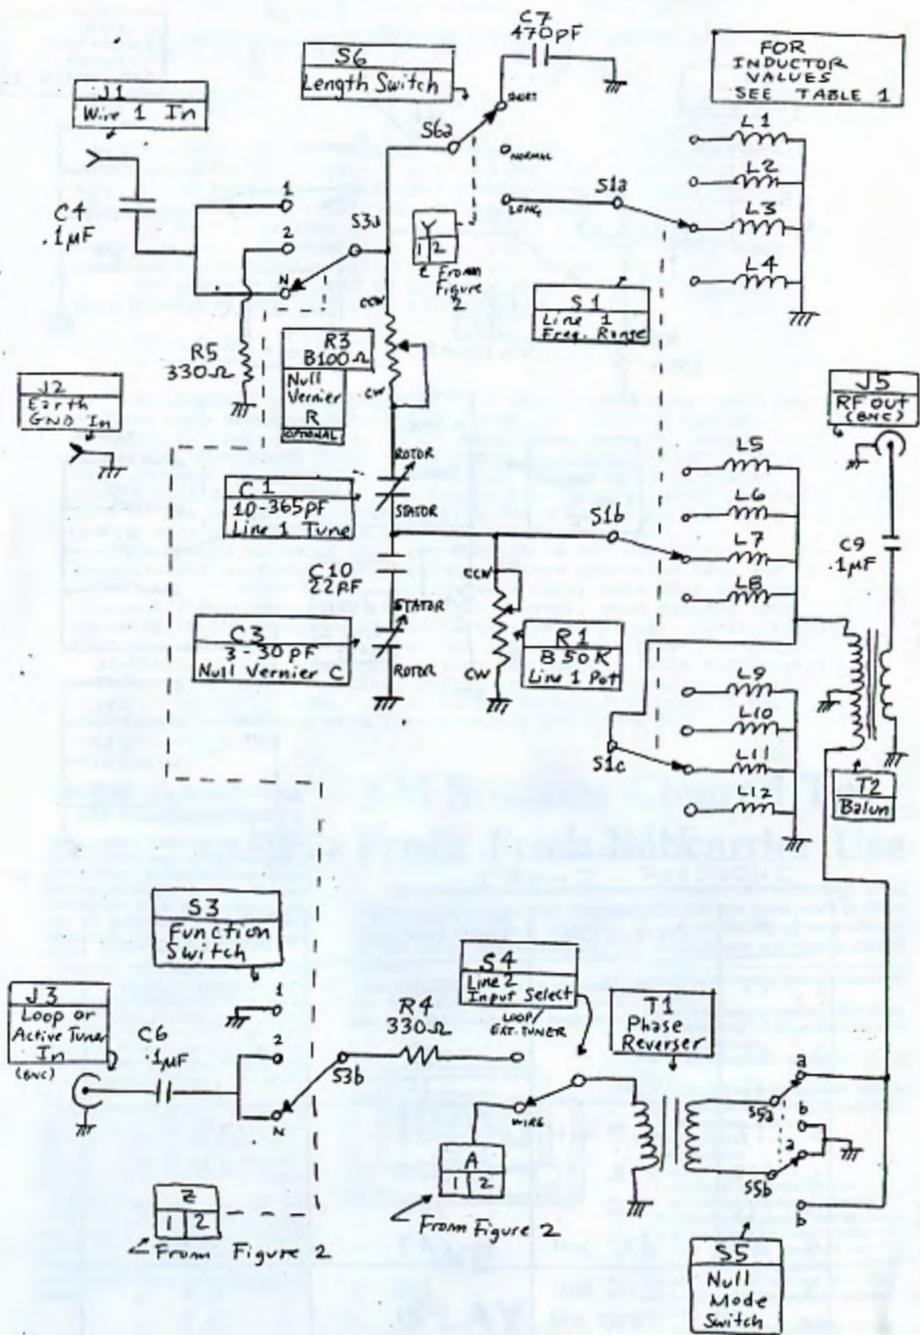 C7
470pF
S6
Length Switch
FOR
INDUCTOR
VALUES
SEE TABLE 1
J1
Wire 1 In
SHORT
S6a
NORMAL
LONG
S1a
L1
L2
L3
L4
C4
.1µF
1
2
N
S3a
Y
1 2
From
Figure
2
S1
Line 1
Freq. Range
CCW
R3
B100Ω
Null
Vernier
R
OPTIONAL
CW
R5
330Ω
J2
Earth
GND In
J5
RF OUT
(BNC)
ROTOR
C1
10-365pf
Line 1 Tune
STATOR
S1b
L5
L6
L7
L8
C9
.1µF
C10
22pF
CCW
STATOR
C3
3-30 pF
Null Vernier C
ROTOR
CW
R1
B 50K
Line 1 Pot
L9
L10
L11
L12
S1c
T2
Balun
S3
Function
Switch
1
2
N
S3b
J3
Loop or
Active Tuner
In
(BNC)
C6
.1µF
R4
330Ω
S4
Line 2
Input Select
LOOP/
EXT. TUNER
WIRE
T1
Phase
Reverser
a
S5a
b
a
S5b
b
A
1 2
From Figure 2
Z
1 2
From Figure 2
S5
Null
Mode
Switch